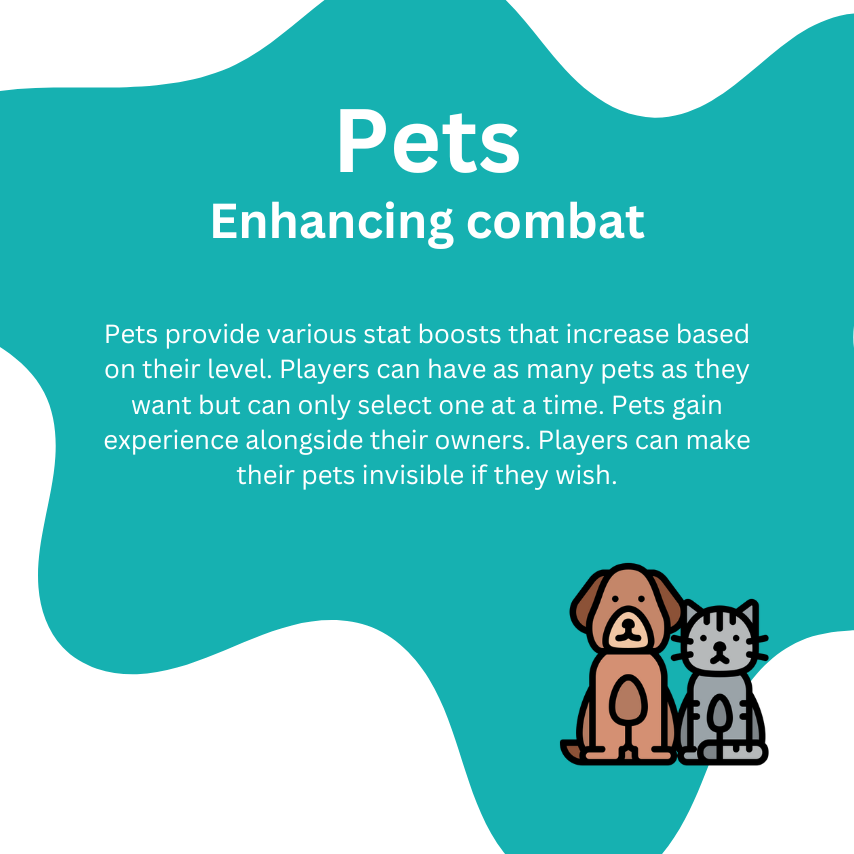 Pets
Enhancing combat
Pets provide various stat boosts that increase based
on their level. Players can have as many pets as they
want but can only select one at a time. Pets gain
experience alongside their owners. Players can make
their pets invisible if they wish.